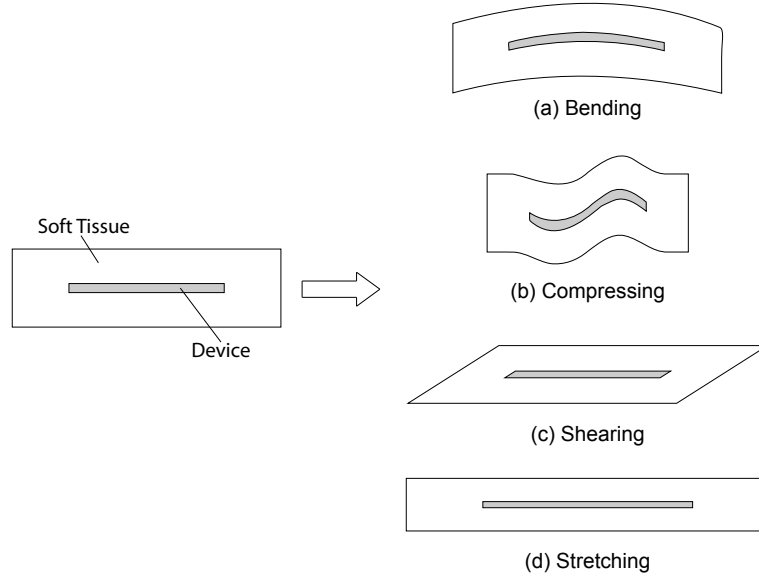 (a) Bending
Soft Tissue
Device
(b) Compressing
(c) Shearing
(d) Stretching